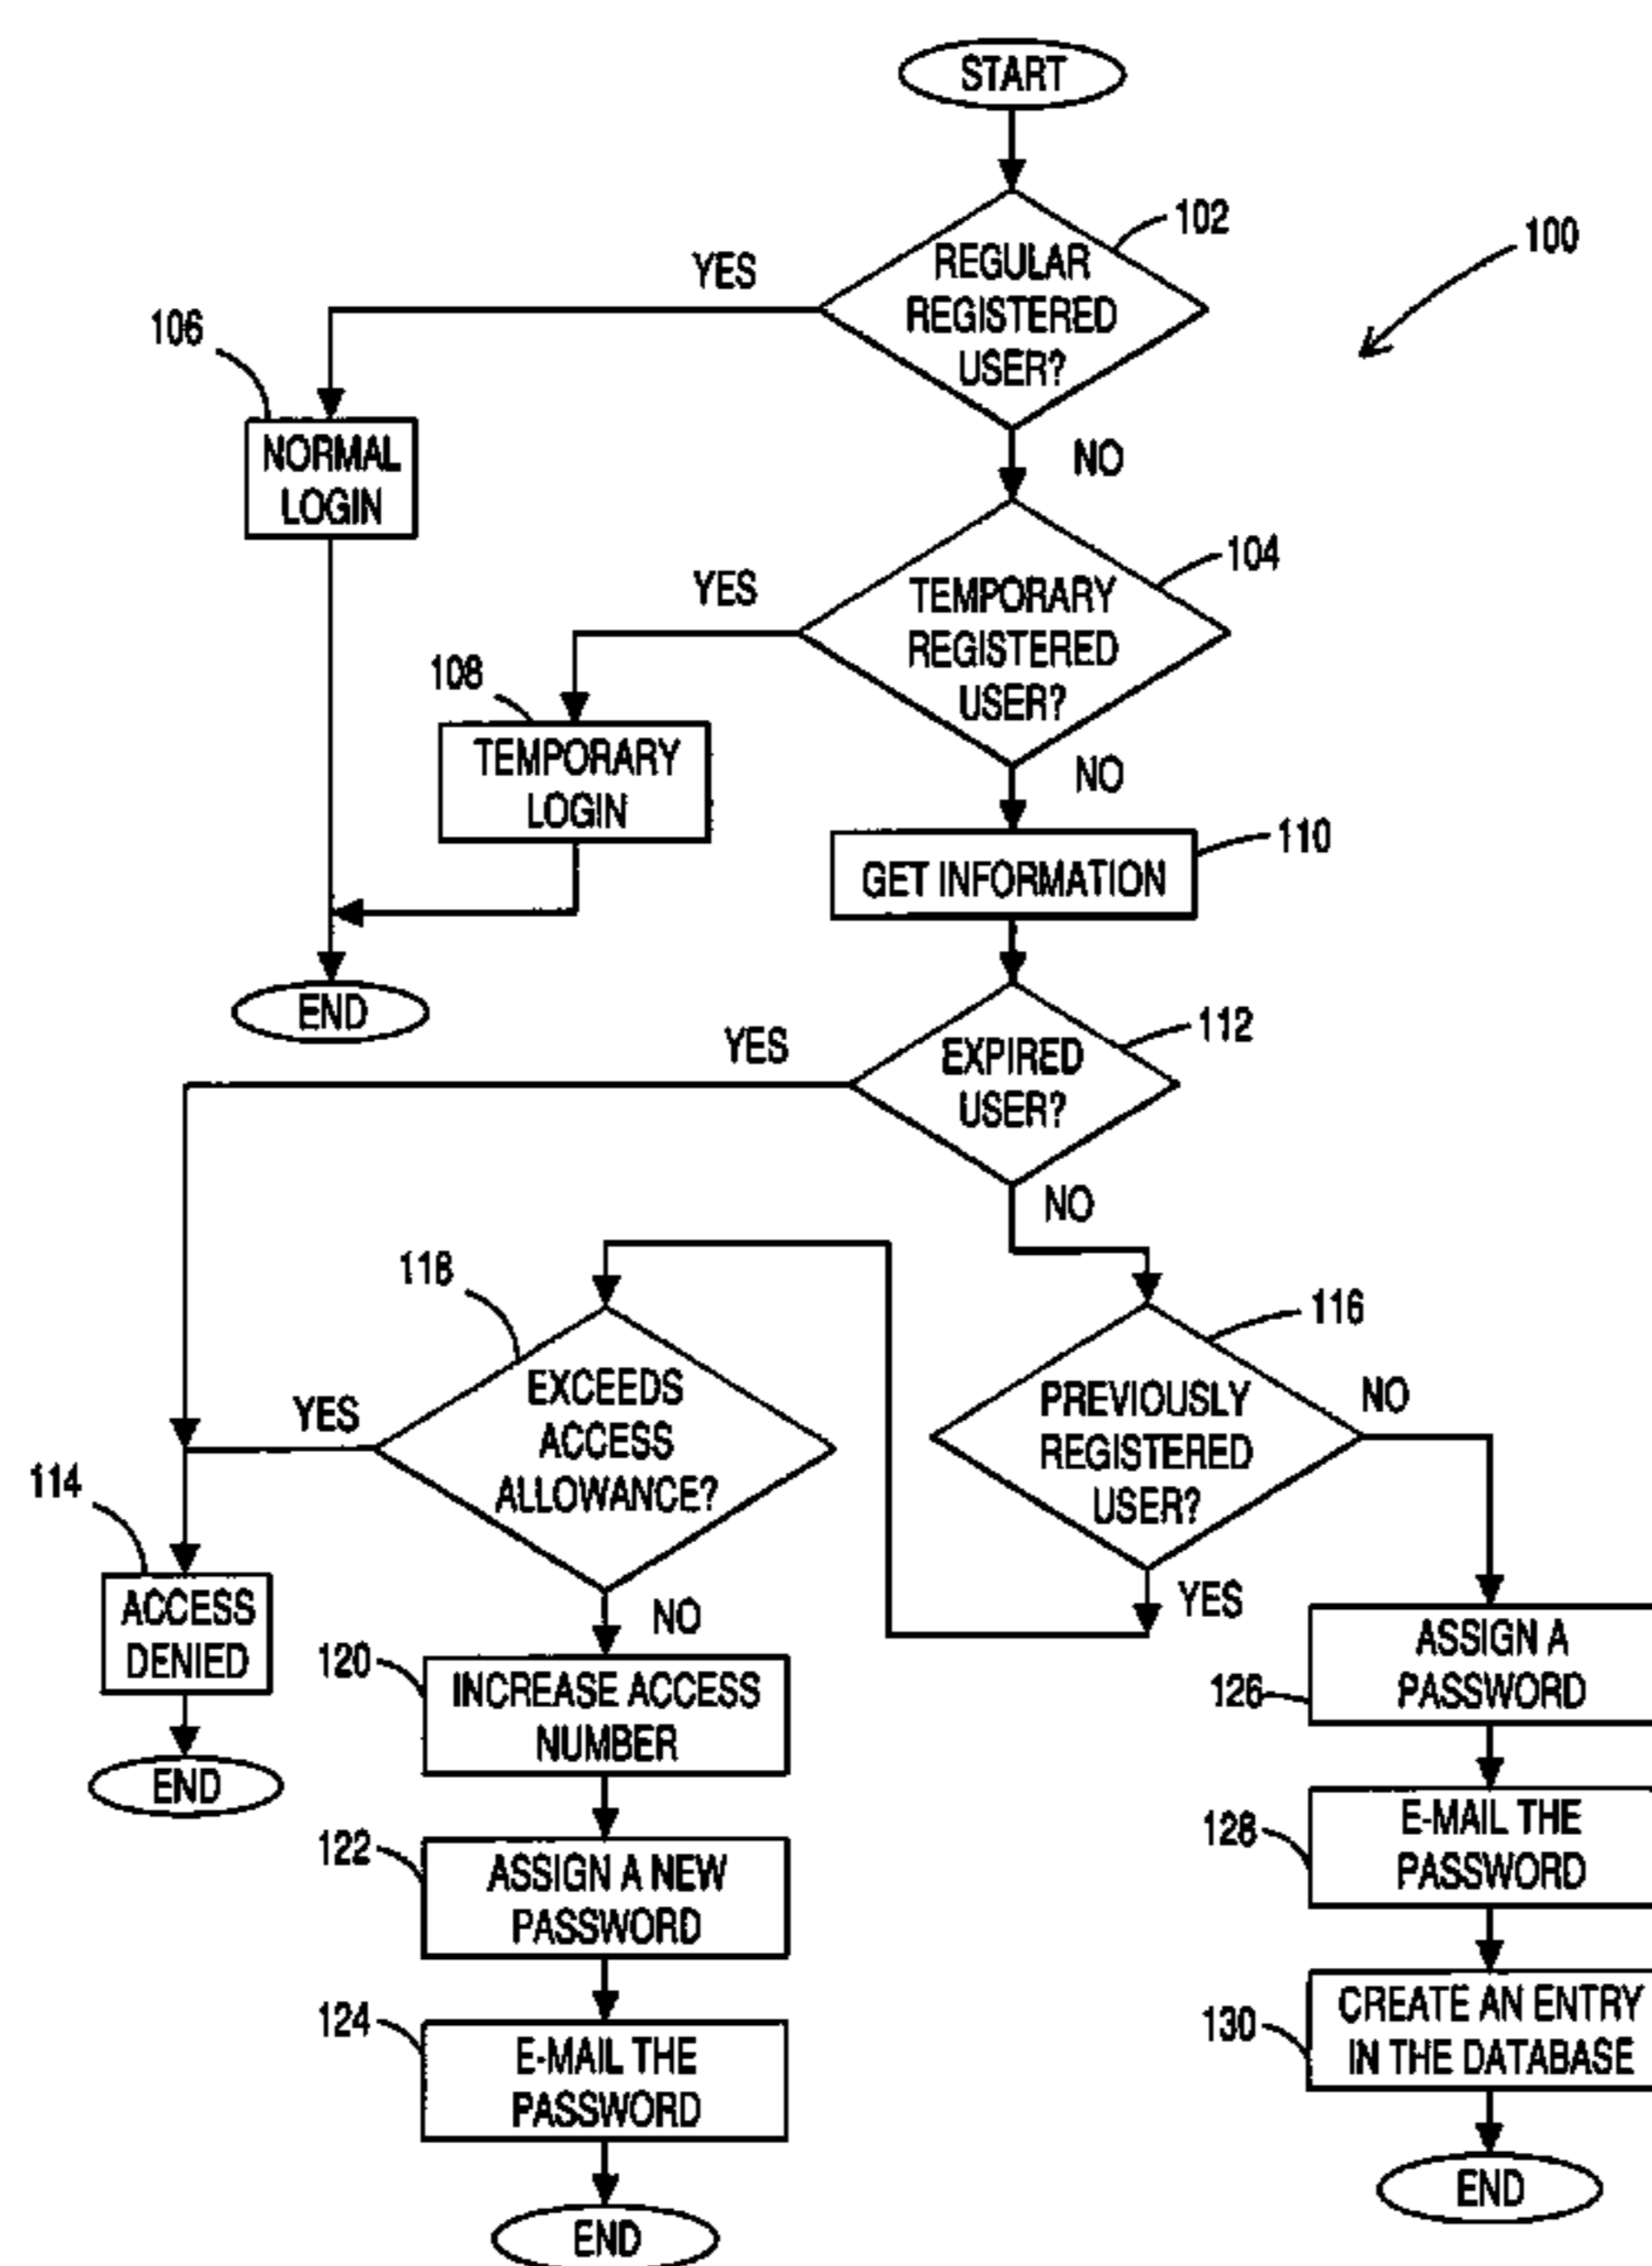 START
102
REGULAR
REGISTERED
USER?
100
YES
106
NORMAL
LOGIN
NO
104
TEMPORARY
REGISTERED
USER?
YES
108
TEMPORARY
LOGIN
NO
110
GET INFORMATION
END
112
EXPIRED
USER?
YES
NO
118
EXCEEDS
ACCESS
ALLOWANCE?
116
PREVIOUSLY
REGISTERED
USER?
NO
YES
114
ACCESS
DENIED
END
YES
NO
120
INCREASE ACCESS
NUMBER
122
ASSIGN A NEW
PASSWORD
124
E-MAIL THE
PASSWORD
END
ASSIGN A
PASSWORD
126
128
E-MAIL THE
PASSWORD
130
CREATE AN ENTRY
IN THE DATABASE
END